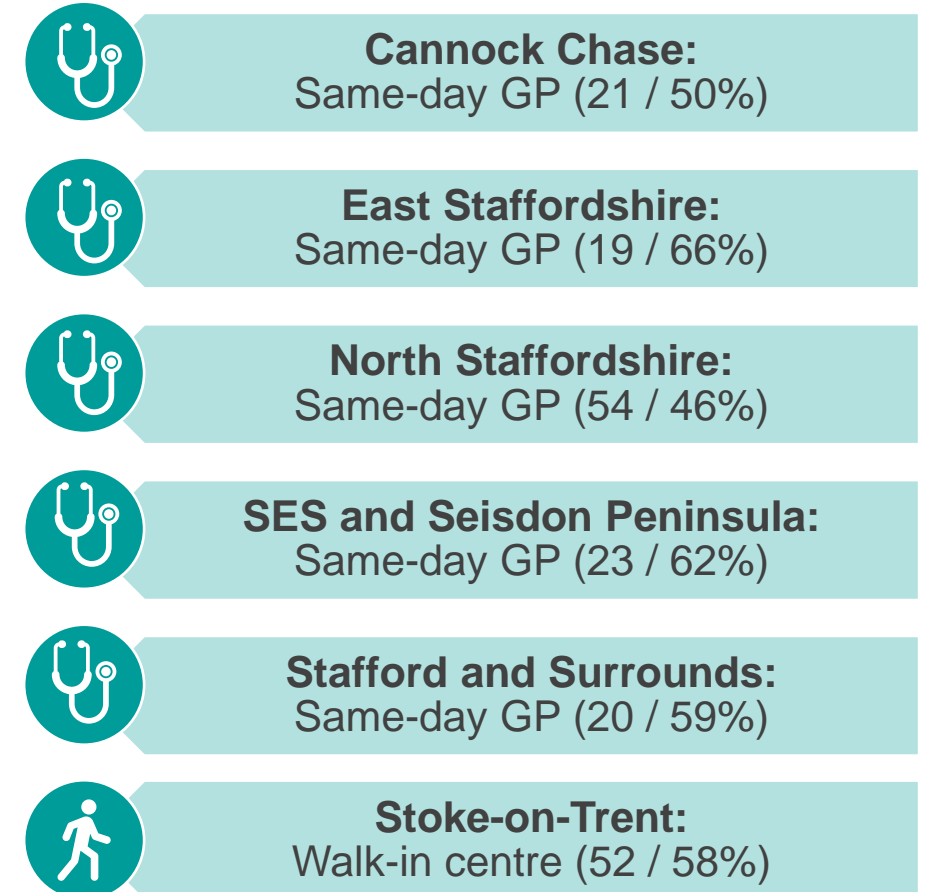 Cannock Chase:
Same-day GP (21 / 50%)
East Staffordshire:
Same-day GP (19 / 66%)
North Staffordshire:
Same-day GP (54 / 46%)
SES and Seisdon Peninsula:
Same-day GP (23 / 62%)
Stafford and Surrounds:
Same-day GP (20 / 59%)
Stoke-on-Trent:
Walk-in centre (52 / 58%)